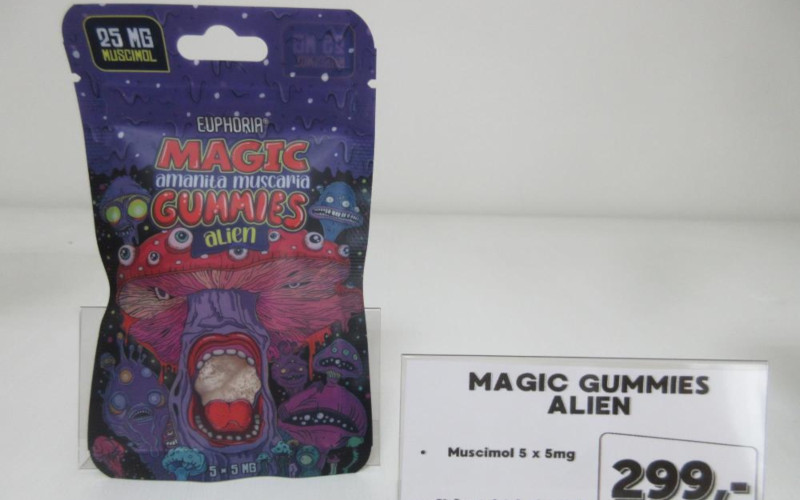 25 MG
MUSCIMOL
EUPHORIA
MAGIC
amanita muscaria
GUMMIES
alien
5 × 5 MG
MAGIC GUMMIES
ALIEN
• Muscimol 5 x 5mg
299,-